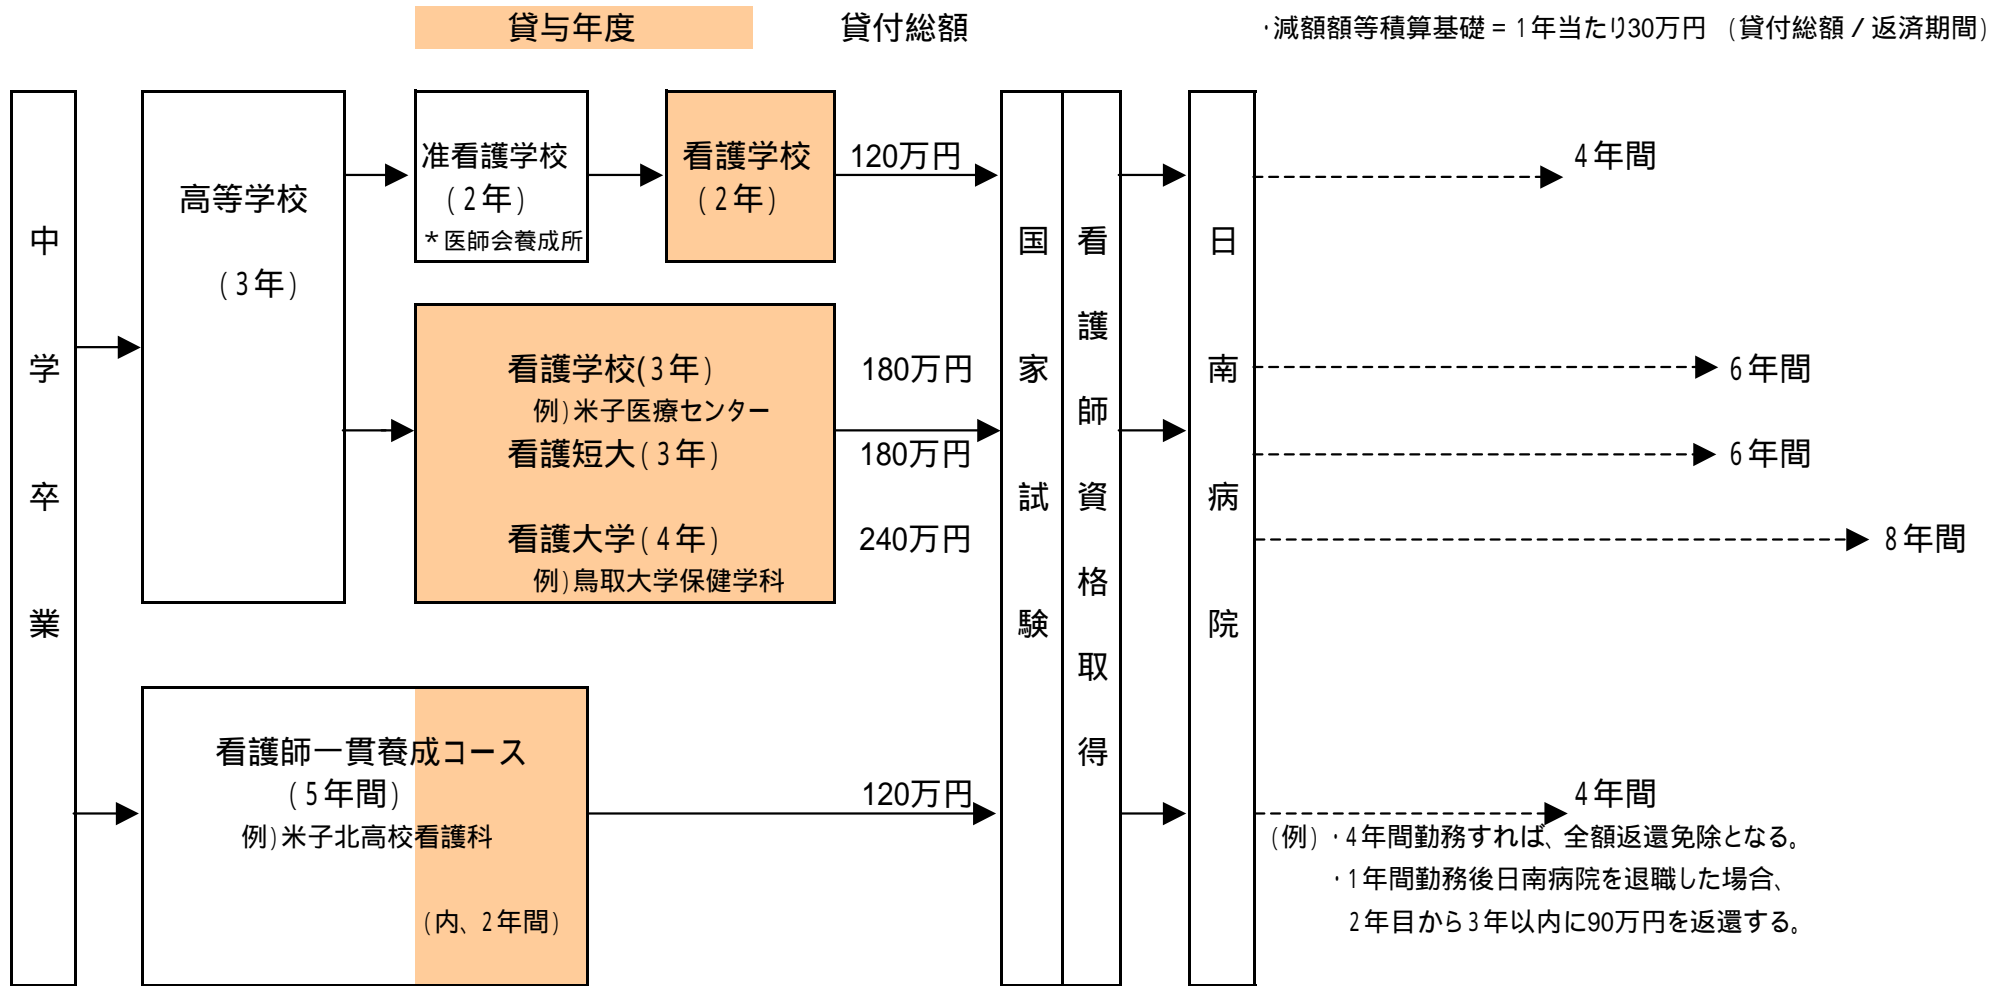 貸与年度
貸付総額
・減額額等積算基礎 = 1年当たり30万円 (貸付総額 / 返済期間)
中学卒業
高等学校
(3年)
准看護学校
(2年)
*医師会養成所
看護学校
(2年)
120万円
看護学校(3年)
例)米子医療センター
看護短大(3年)
看護大学(4年)
例)鳥取大学保健学科
180万円
180万円
240万円
看護師一貫養成コース
(5年間)
例)米子北高校看護科
(内、2年間)
120万円
国家試験
看護師資格取得
日南病院
4年間
6年間
6年間
8年間
4年間
(例)・4年間勤務すれば、全額返還免除となる。
・1年間勤務後日南病院を退職した場合、
2年目から3年以内に90万円を返還する。